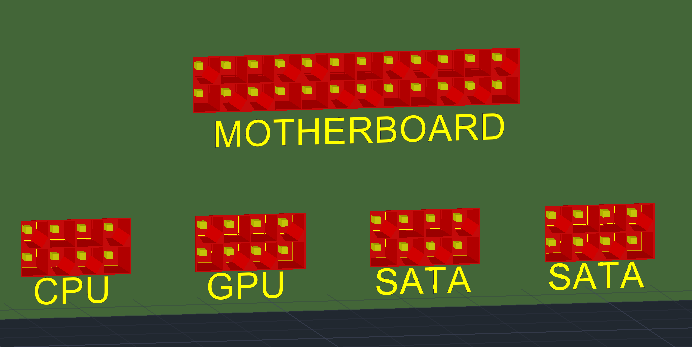 MOTHERBOARD
CPU
GPU
SATA
SATA